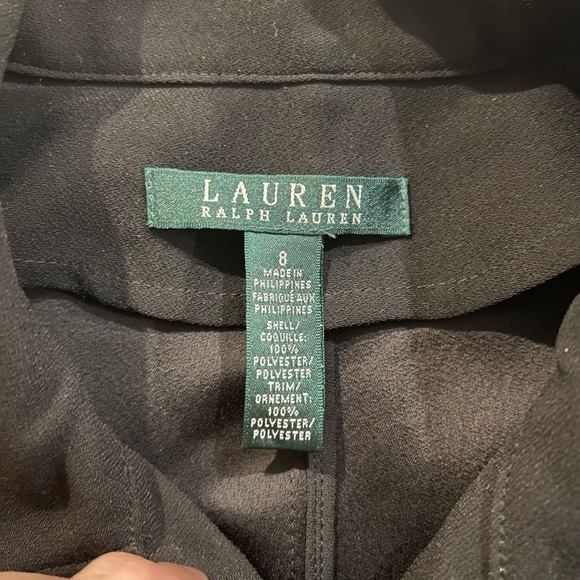 LAUREN
RALPH LAUREN
8
MADE IN
PHILIPPINES
FABRIQUÉ AUX
PHILIPPINES
SHELL/
COQUILLE:
100%
POLYESTER/
POLYESTER
TRIM/
ORNEMENT:
100%
POLYESTER/
POLYESTER